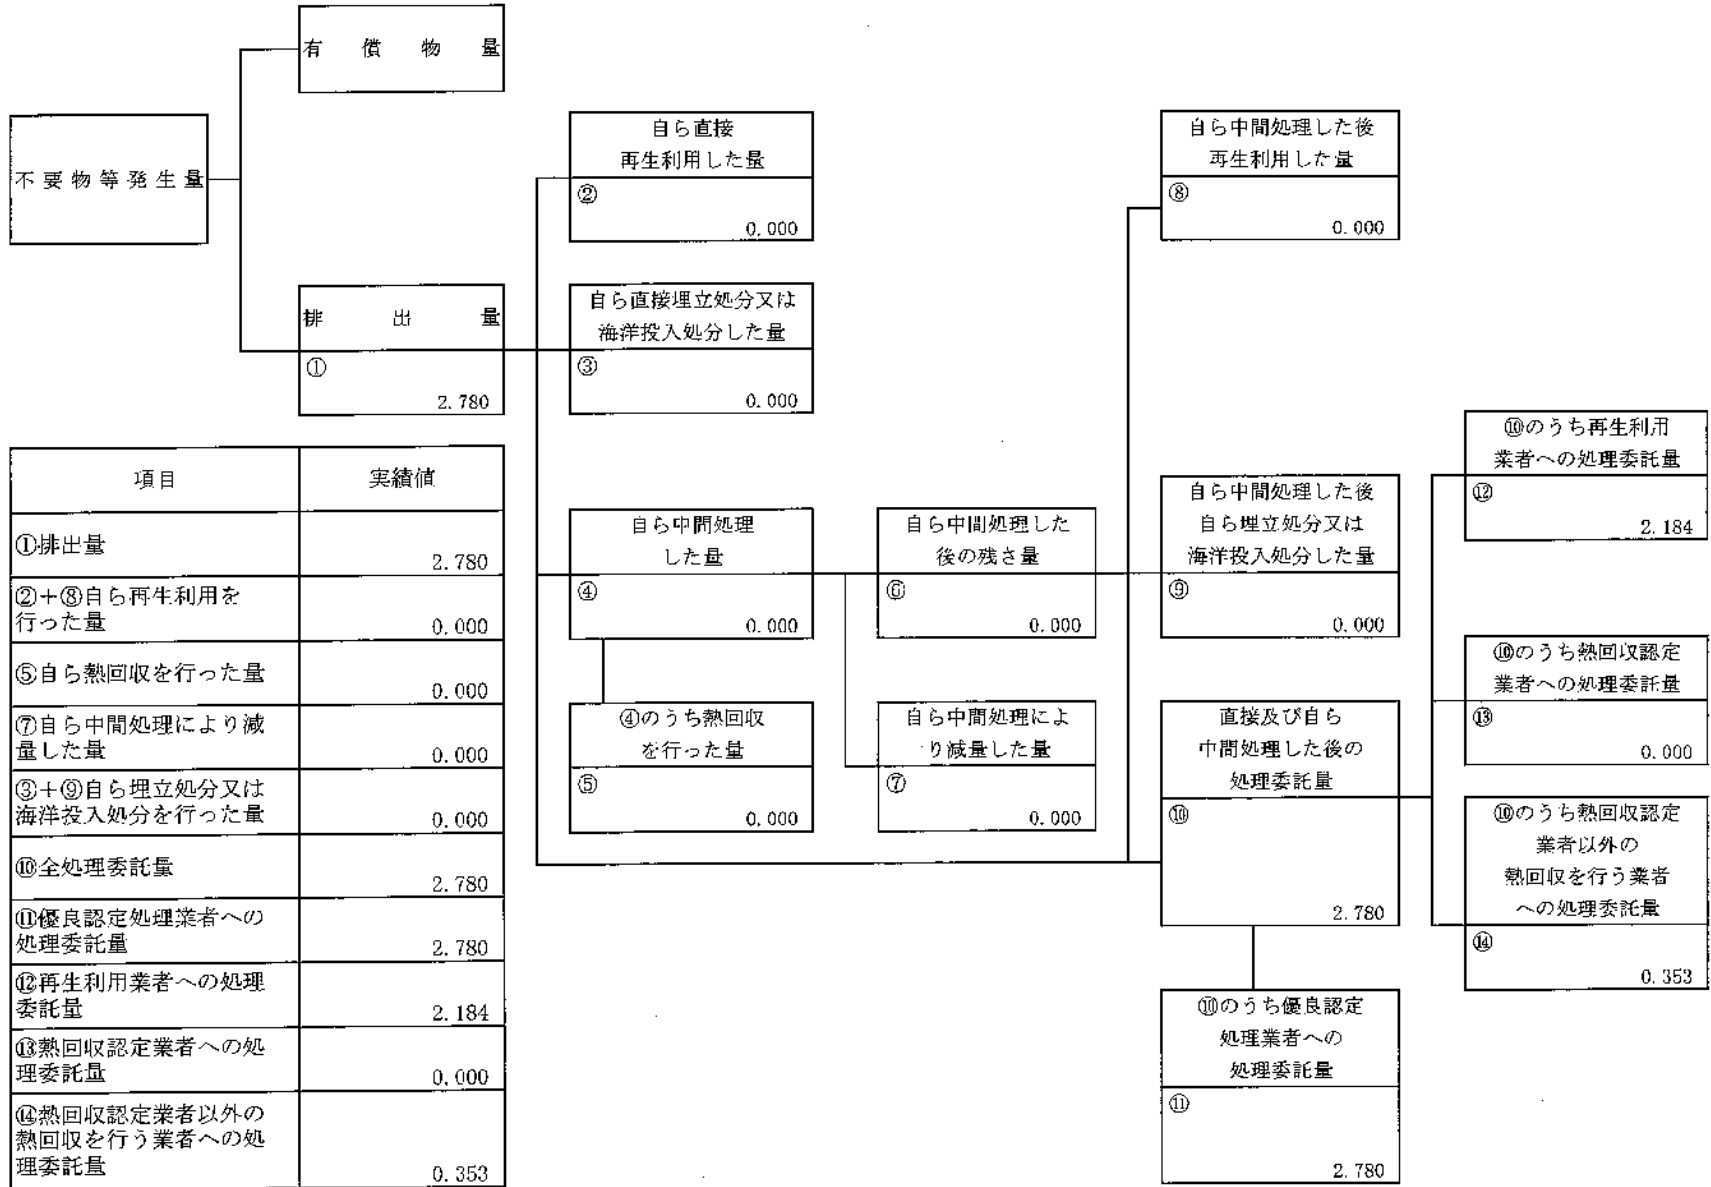 有償物量
不要物等発生量
排出量
①
2.780
自ら直接
再生利用した量
②
0.000
自ら直接埋立処分又は
海洋投入処分した量
③
0.000
自ら中間処理
した量
④
0.000
④のうち熱回収
を行った量
⑤
0.000
自ら中間処理した
後の残さ量
⑥
0.000
自ら中間処理によ
り減量した量
⑦
0.000
自ら中間処理した後
再生利用した量
⑧
0.000
自ら中間処理した後
自ら埋立処分又は
海洋投入処分した量
⑨
0.000
直接及び自ら
中間処理した後の
処理委託量
⑩
2.780
⑩のうち優良認定
処理業者への
処理委託量
⑪
2.780
⑩のうち再生利用
業者への処理委託量
⑫
2.184
⑩のうち熱回収認定
業者への処理委託量
⑬
0.000
⑩のうち熱回収認定
業者以外の
熱回収を行う業者
への処理委託量
⑭
0.353
項目 実績値
①排出量
2.780
②+⑧自ら再生利用を
行った量
0.000
⑤自ら熱回収を行った量
0.000
⑦自ら中間処理により減
量した量
0.000
③+⑨自ら埋立処分又は
海洋投入処分を行った量
0.000
⑩全処理委託量
2.780
⑪優良認定処理業者への
処理委託量
2.780
⑫再生利用業者への処理
委託量
2.184
⑬熱回収認定業者への処
理委託量
0.000
⑭熱回収認定業者以外の
熱回収を行う業者への処
理委託量
0.353